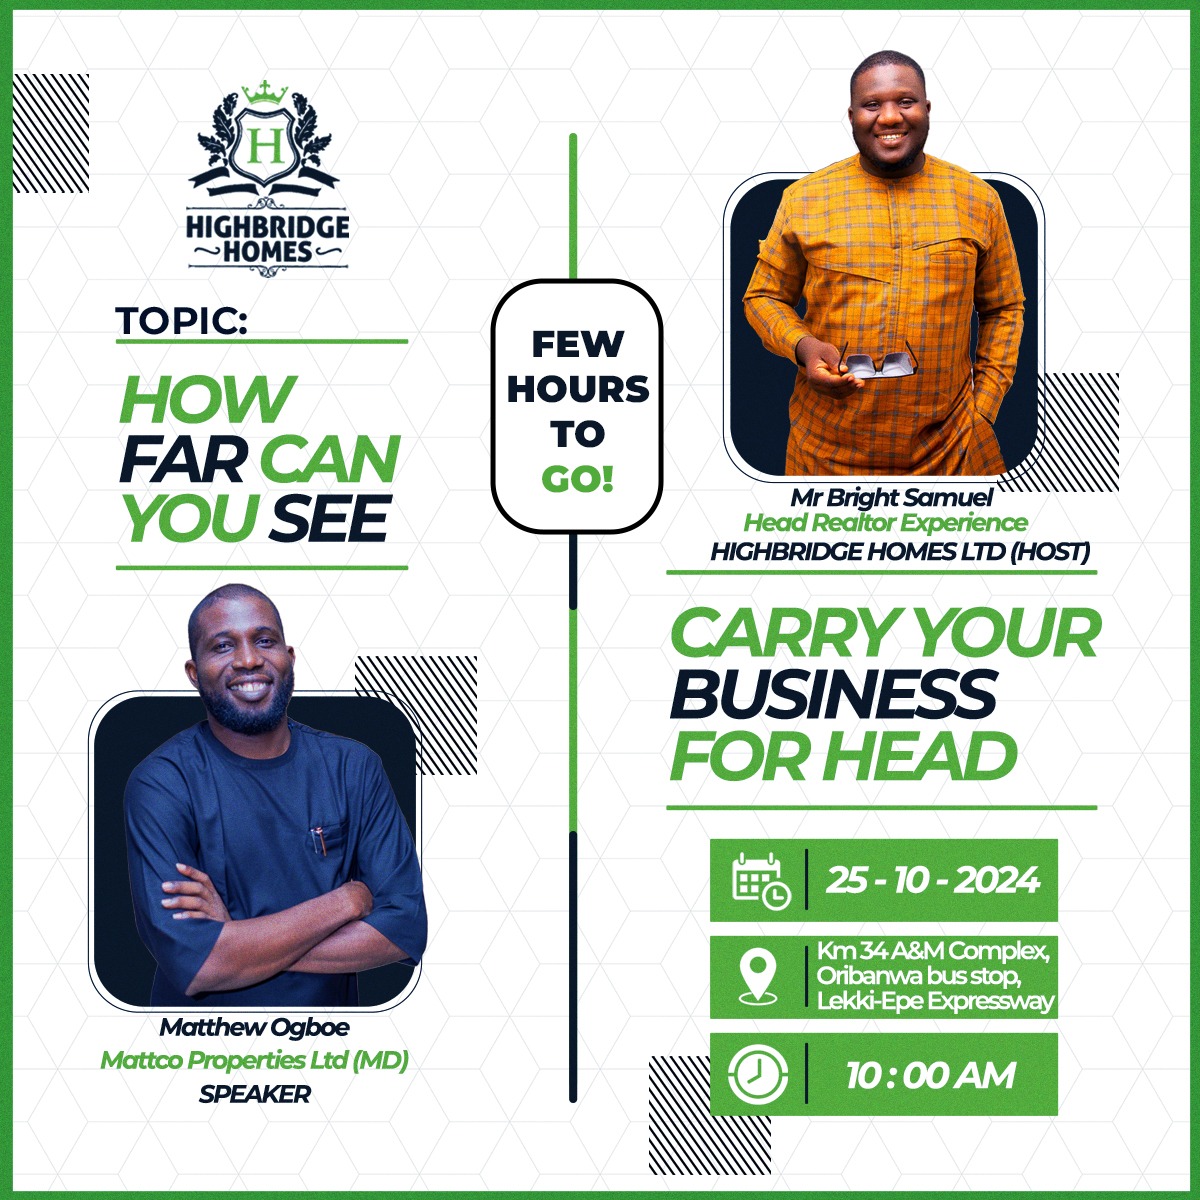 H
HIGHBRIDGE
HOMES
TOPIC:
HOW
FAR CAN
YOU SEE
Matthew Ogboe
Mattco Properties Ltd (MD)
SPEAKER
FEW
HOURS
TO
GO!
Mr Bright Samuel
Head Realtor Experience
HIGHBRIDGE HOMES LTD (HOST)
CARRY YOUR
BUSINESS
FOR HEAD
25 - 10 - 2024
Km 34 A&M Complex,
Oribanwa bus stop,
Lekki-Epe Expressway
10 : 00 AM